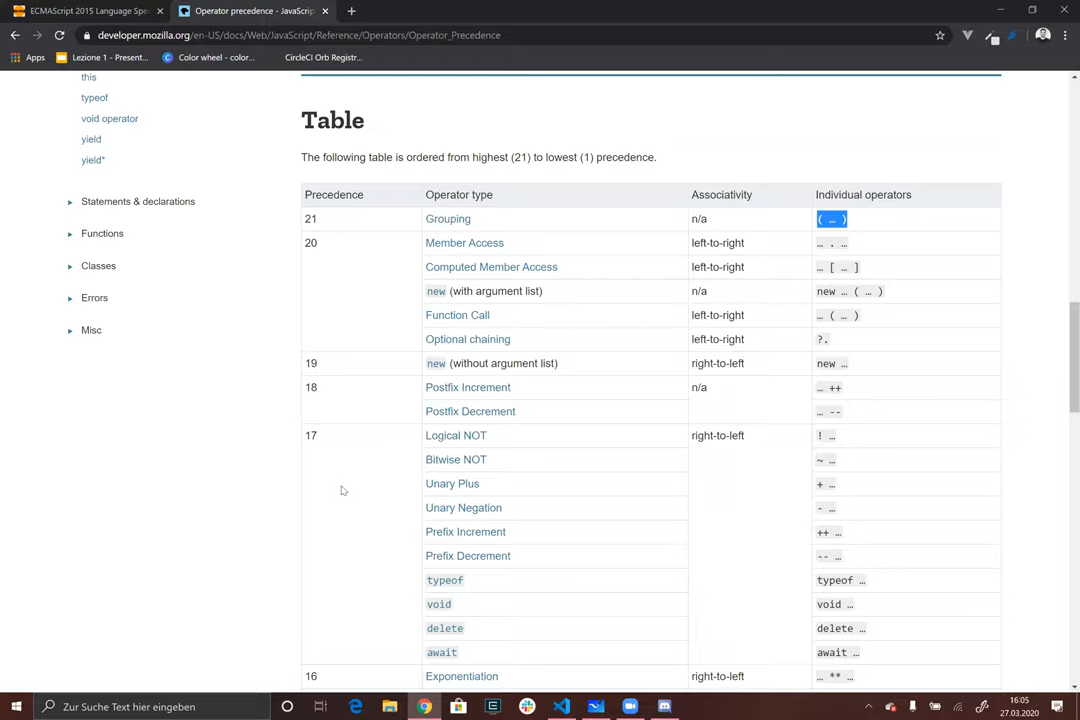 ECMAScript 2015 Language Spe
Operator precedence - JavaScrip
developer.mozilla.org/en-US/docs/Web/JavaScript/Reference/Operators/Operator_Precedence
Apps
Lezione 1 - Present...
Color wheel - color...
CircleCI Orb Registr...
this
typeof
void operator
yield
yield*
Statements & declarations
Functions
Classes
Errors
Misc
Table
The following table is ordered from highest (21) to lowest (1) precedence.
Precedence Operator type Associativity Individual operators
21 Grouping n/a ( … )
20 Member Access left-to-right … . …
Computed Member Access left-to-right … [ … ]
new (with argument list) n/a new … ( … )
Function Call left-to-right … ( … )
Optional chaining left-to-right ?.
19 new (without argument list) right-to-left new …
18 Postfix Increment n/a … ++
Postfix Decrement … --
17 Logical NOT right-to-left ! …
Bitwise NOT ~ …
Unary Plus + …
Unary Negation - …
Prefix Increment ++ …
Prefix Decrement -- …
typeof typeof …
void void …
delete delete …
await await …
16 Exponentiation right-to-left … ** …
Zur Suche Text hier eingeben
16:05
27.03.2020